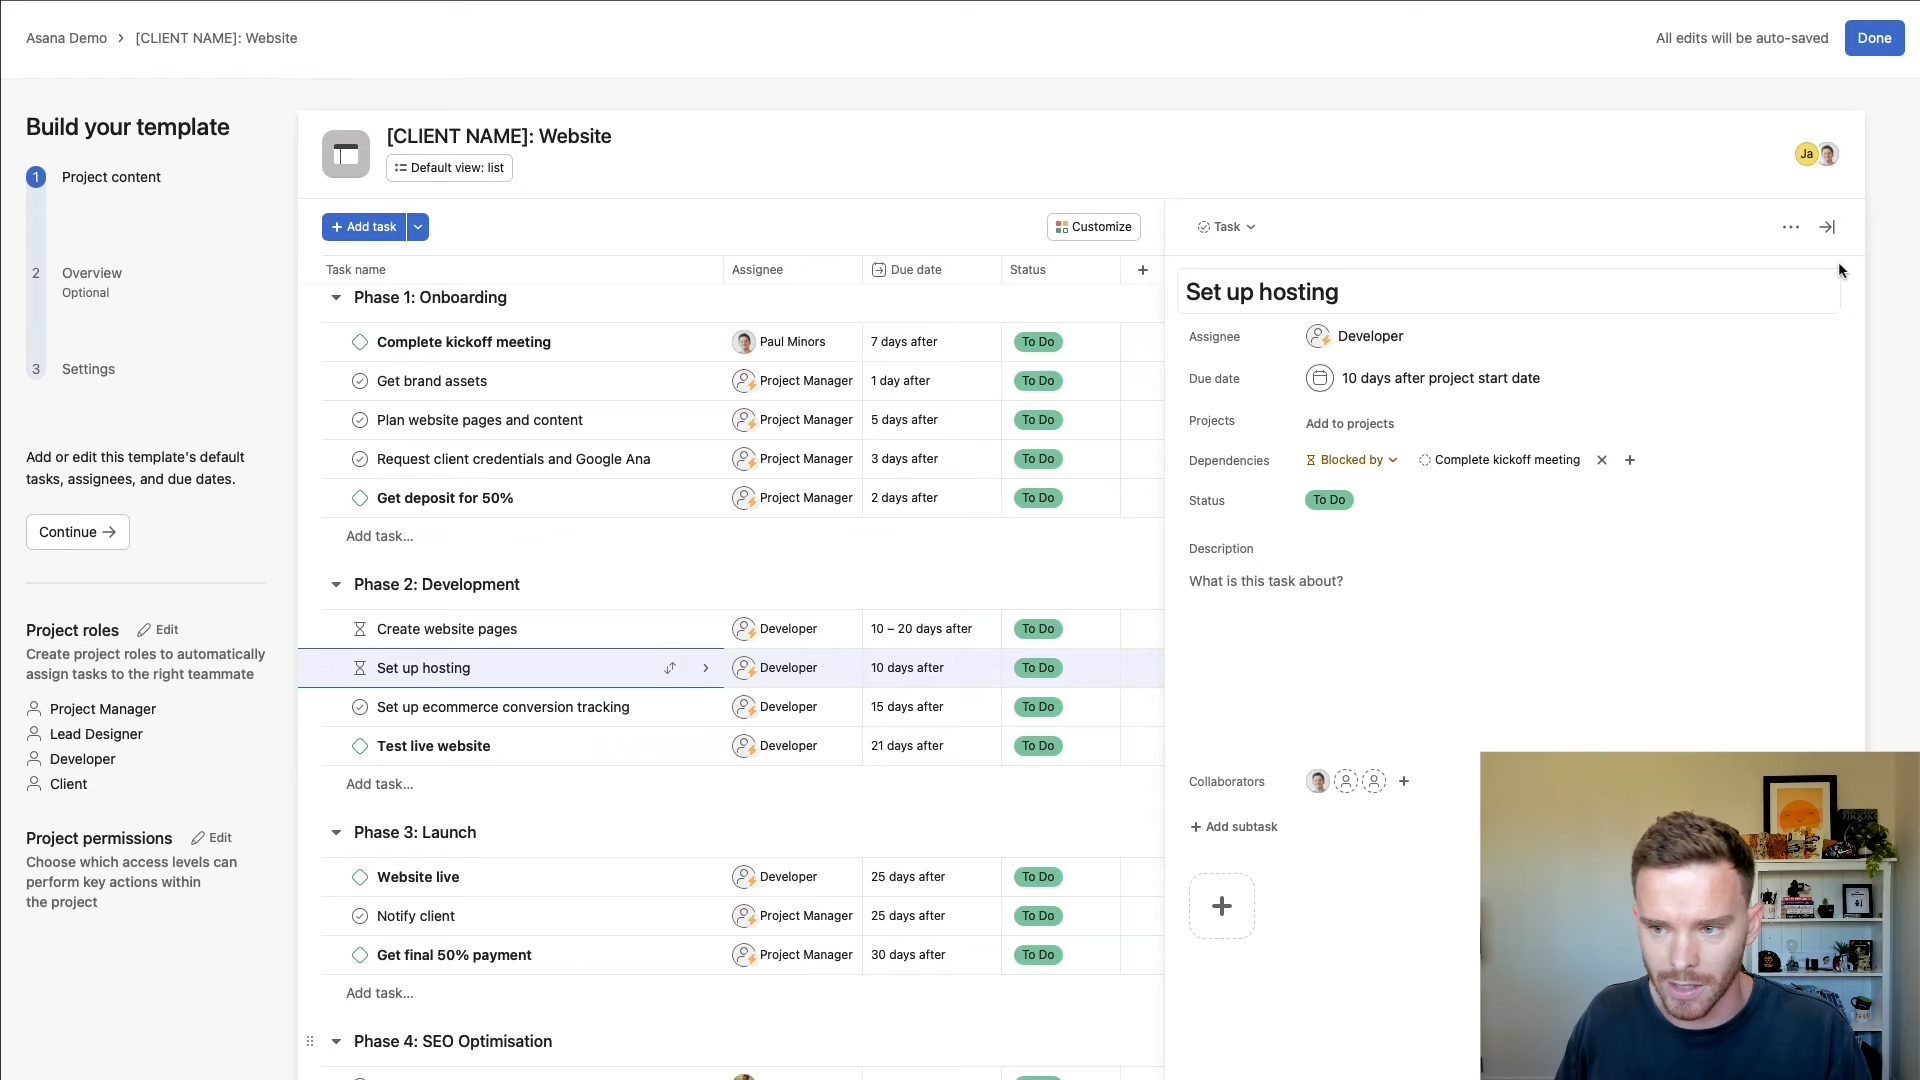 Asana Demo > [CLIENT NAME]: Website
All edits will be auto-saved
Done
Build your template
1 Project content
2 Overview
Optional
3 Settings
Add or edit this template's default
tasks, assignees, and due dates.
Continue →
Project roles Edit
Create project roles to automatically
assign tasks to the right teammate
Project Manager
Lead Designer
Developer
Client
Project permissions Edit
Choose which access levels can
perform key actions within
the project
[CLIENT NAME]: Website
Default view: list
Ja
+ Add task
Customize
Task name Assignee Due date Status +
Phase 1: Onboarding
Complete kickoff meeting Paul Minors 7 days after To Do
Get brand assets Project Manager 1 day after To Do
Plan website pages and content Project Manager 5 days after To Do
Request client credentials and Google Ana Project Manager 3 days after To Do
Get deposit for 50% Project Manager 2 days after To Do
Add task...
Phase 2: Development
Create website pages Developer 10 – 20 days after To Do
Set up hosting Developer 10 days after To Do
Set up ecommerce conversion tracking Developer 15 days after To Do
Test live website Developer 21 days after To Do
Add task...
Phase 3: Launch
Website live Developer 25 days after To Do
Notify client Project Manager 25 days after To Do
Get final 50% payment Project Manager 30 days after To Do
Add task...
Phase 4: SEO Optimisation
Task
Set up hosting
Assignee Developer
Due date 10 days after project start date
Projects Add to projects
Dependencies Blocked by Complete kickoff meeting
Status To Do
Description
What is this task about?
Collaborators
+ Add subtask